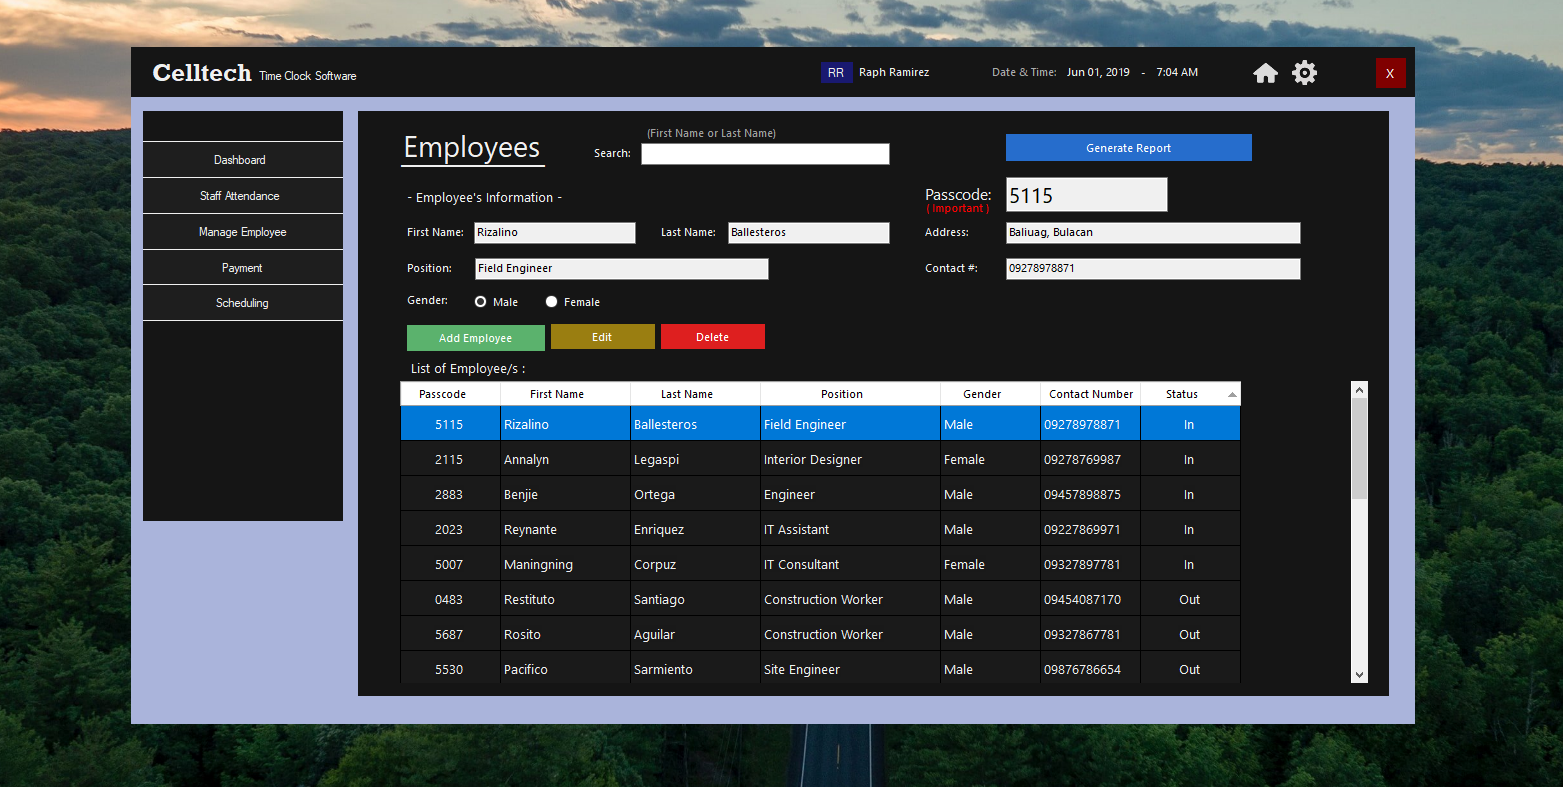 Celltech Time Clock Software RR Raph Ramirez Date & Time: Jun 01, 2019 - 7:04 AM X
Dashboard
Staff Attendance
Manage Employee
Payment
Scheduling
Employees
(First Name or Last Name)
Search:
Generate Report
- Employee's Information -
Passcode: 5115
( Important )
First Name: Rizalino Last Name: Ballesteros Address: Baliuag, Bulacan
Position: Field Engineer Contact #: 09278978871
Gender: Male Female
Add Employee Edit Delete
List of Employee/s :
Passcode First Name Last Name Position Gender Contact Number Status
5115 Rizalino Ballesteros Field Engineer Male 09278978871 In
2115 Annalyn Legaspi Interior Designer Female 09278769987 In
2883 Benjie Ortega Engineer Male 09457898875 In
2023 Reynante Enriquez IT Assistant Male 09227869971 In
5007 Maningning Corpuz IT Consultant Female 09327897781 In
0483 Restituto Santiago Construction Worker Male 09454087170 Out
5687 Rosito Aguilar Construction Worker Male 09327867781 Out
5530 Pacifico Sarmiento Site Engineer Male 09876786654 Out